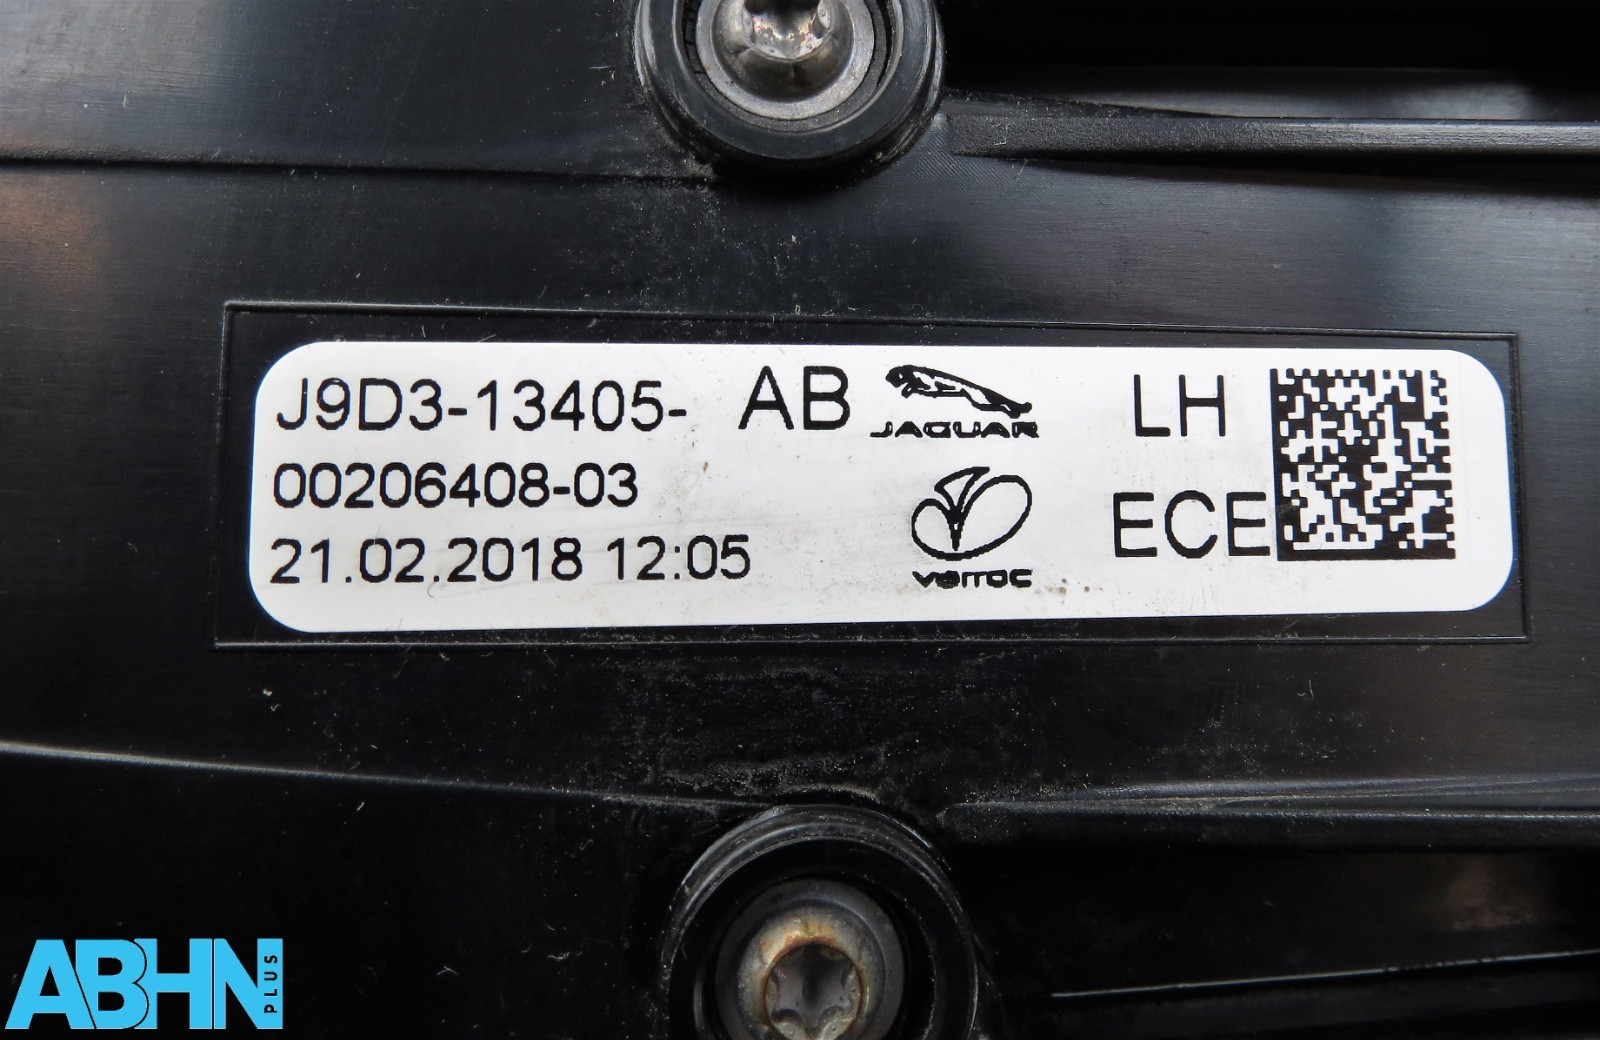 J9D3-13405- AB JAGUAR LH
00206408-03
ECE
21.02.2018 12:05
varroc
ABHN PLUS